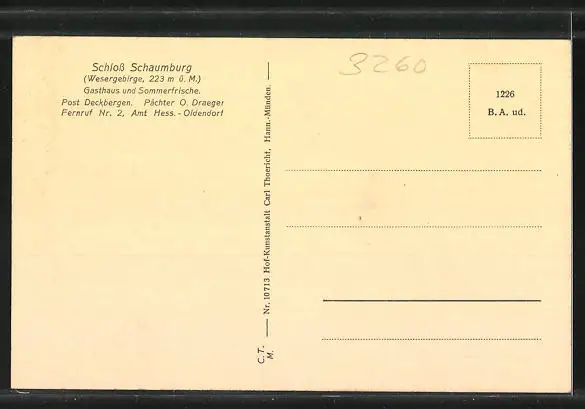 Schloß Schaumburg
(Wesergebirge, 223 m ü. M.)
Gasthaus und Sommerfrische.
Post Deckbergen. Pächter O. Draeger
Fernruf Nr. 2, Amt Hess.-Oldendorf
C.T.
M.
Nr. 10713 Hof-Kunstanstalt Carl Thoericht, Hann.-Münden.
3260
1226
B. A. ud.